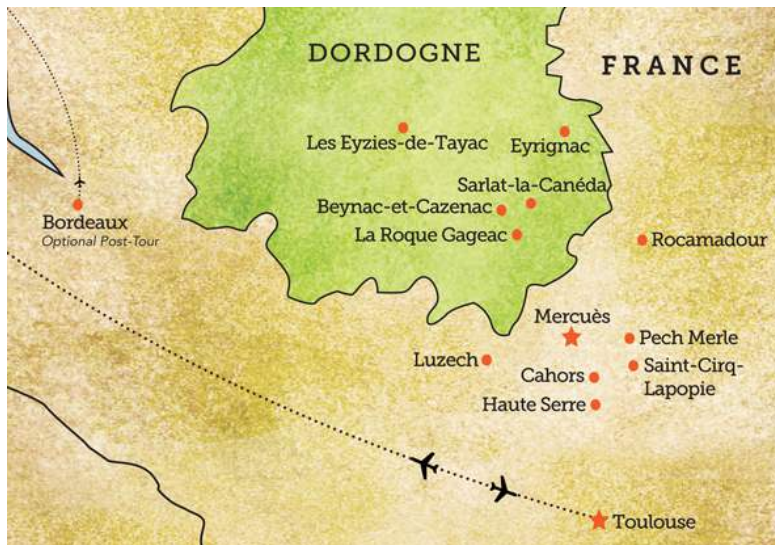 DORDOGNE
FRANCE
Les Eyzies-de-Tayac
Eyrignac
Sarlat-la-Canéda
Beynac-et-Cazenac
Bordeaux
Optional Post-Tour
La Roque Gageac
Rocamadour
Mercuès
Pech Merle
Luzech
Saint-Cirq-
Lapopie
Cahors
Haute Serre
Toulouse